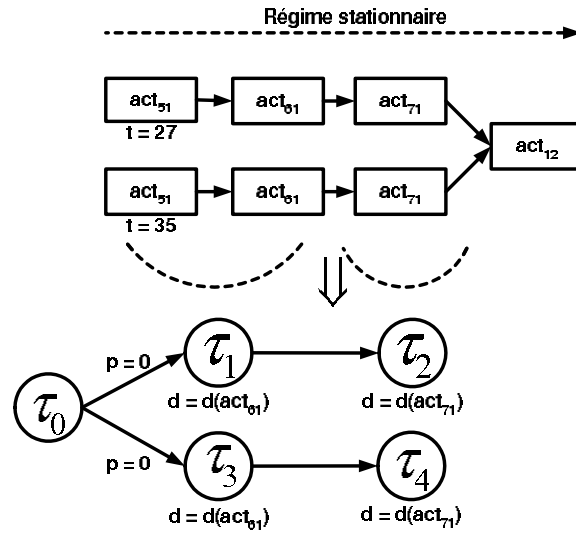 Régime stationnaire
act51 act61 act71
t = 27
act12
act51 act61 act71
t = 35
p = 0 τ1 τ2
d = d(act61) d = d(act71)
τ0
p = 0 τ3 τ4
d = d(act61) d = d(act71)